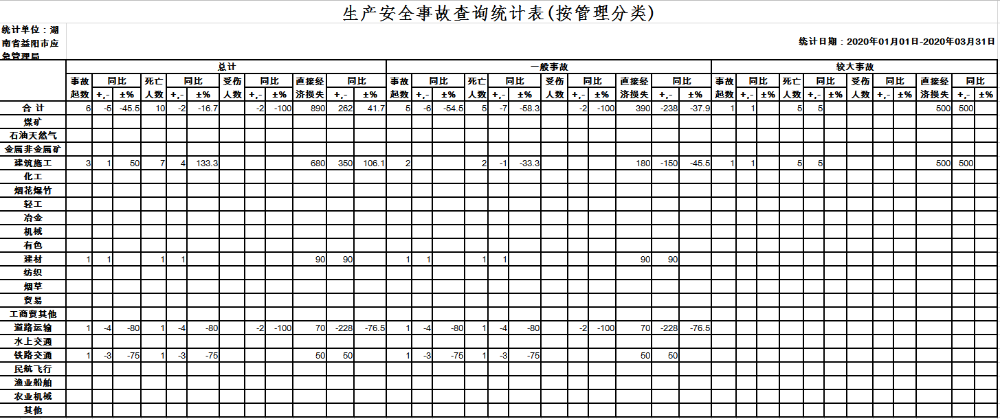 生产安全事故查询统计表(按管理分类)
统计单位：湖
南省益阳市应
急管理局
统计日期：2020年01月01日-2020年03月31日
总计 一般事故 较大事故
事故 同比 死亡 同比 受伤 同比 直接经 同比 事故 同比 死亡 同比 受伤 同比 直接经 同比 事故 同比 死亡 同比 受伤 同比 直接经 同比
起数 +,- ±% 人数 +,- ±% 人数 +,- ±% 济损失 +,- ±% 起数 +,- ±% 人数 +,- ±% 人数 +,- ±% 济损失 +,- ±% 起数 +,- ±% 人数 +,- ±% 人数 +,- ±% 济损失 +,- ±%
合 计 6 -5 -45.5 10 -2 -16.7 -2 -100 890 262 41.7 5 -6 -54.5 5 -7 -58.3 -2 -100 390 -238 -37.9 1 1 5 5 500 500
煤矿
石油天然气
金属非金属矿
建筑施工 3 1 50 7 4 133.3 680 350 106.1 2 2 -1 -33.3 180 -150 -45.5 1 1 5 5 500 500
化工
烟花爆竹
轻工
冶金
机械
有色
建材 1 1 1 1 90 90 1 1 1 1 90 90
纺织
烟草
贸易
工商贸其他
道路运输 1 -4 -80 1 -4 -80 -2 -100 70 -228 -76.5 1 -4 -80 1 -4 -80 -2 -100 70 -228 -76.5
水上交通
铁路交通 1 -3 -75 1 -3 -75 50 50 1 -3 -75 1 -3 -75 50 50
民航飞行
渔业船舶
农业机械
其他